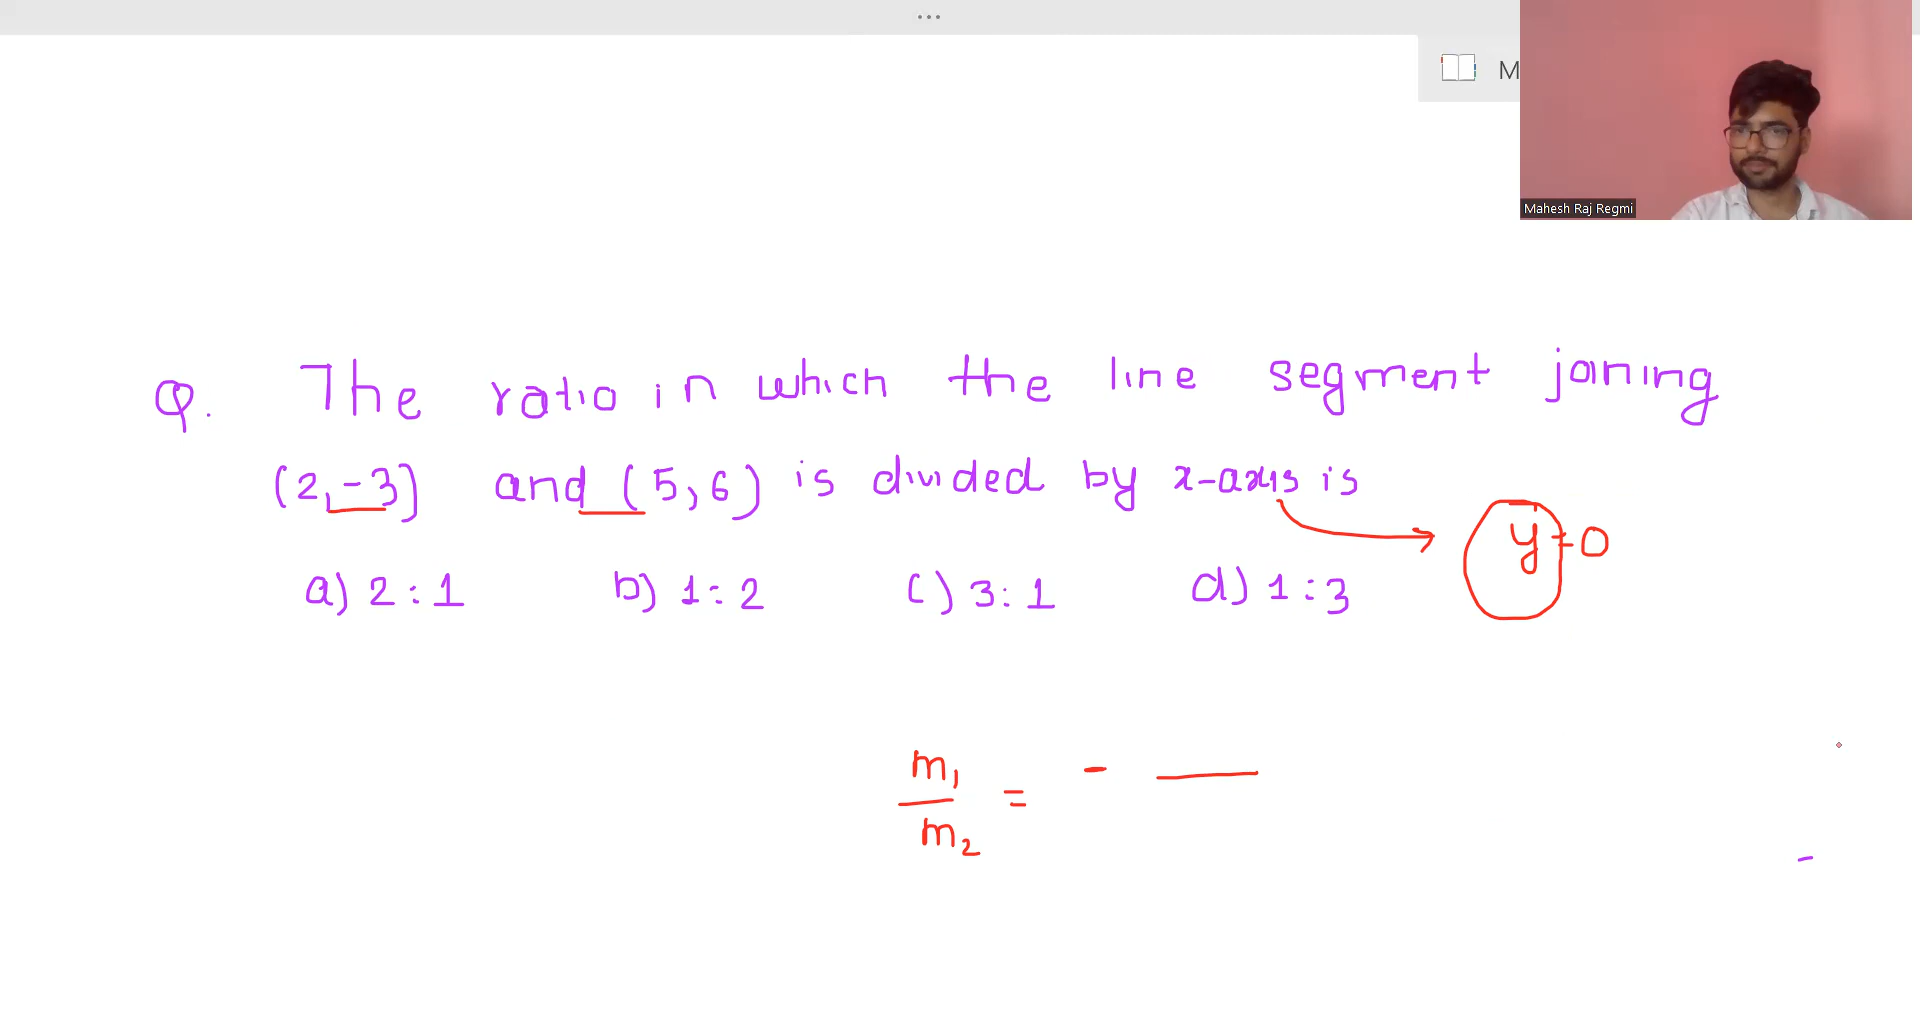 ...
M
Mahesh Raj Regmi
Q. The ratio in which the line segment joining
(2, -3) and (5, 6) is divided by x-axis is
y = 0
a) 2 : 1 b) 1 : 2 c) 3 : 1 d) 1 : 3
m₁/m₂ = - —
-